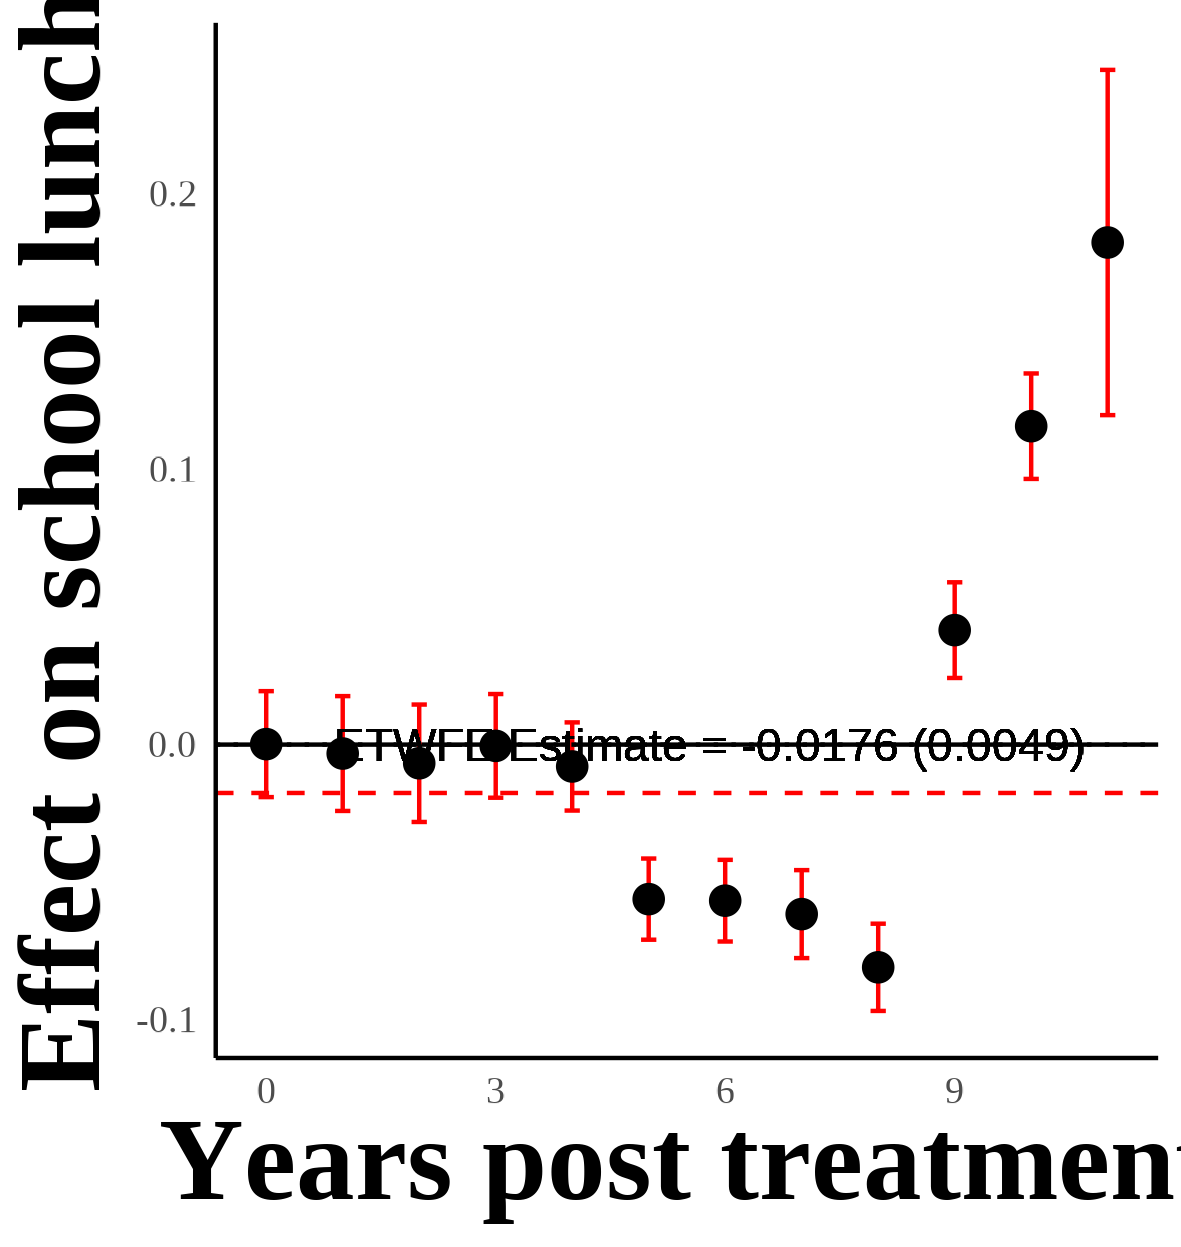 Effect on school lunch
0.2
0.1
0.0
-0.1
ETWFE Estimate = -0.0176 (0.0049)
0 3 6 9
Years post treatment